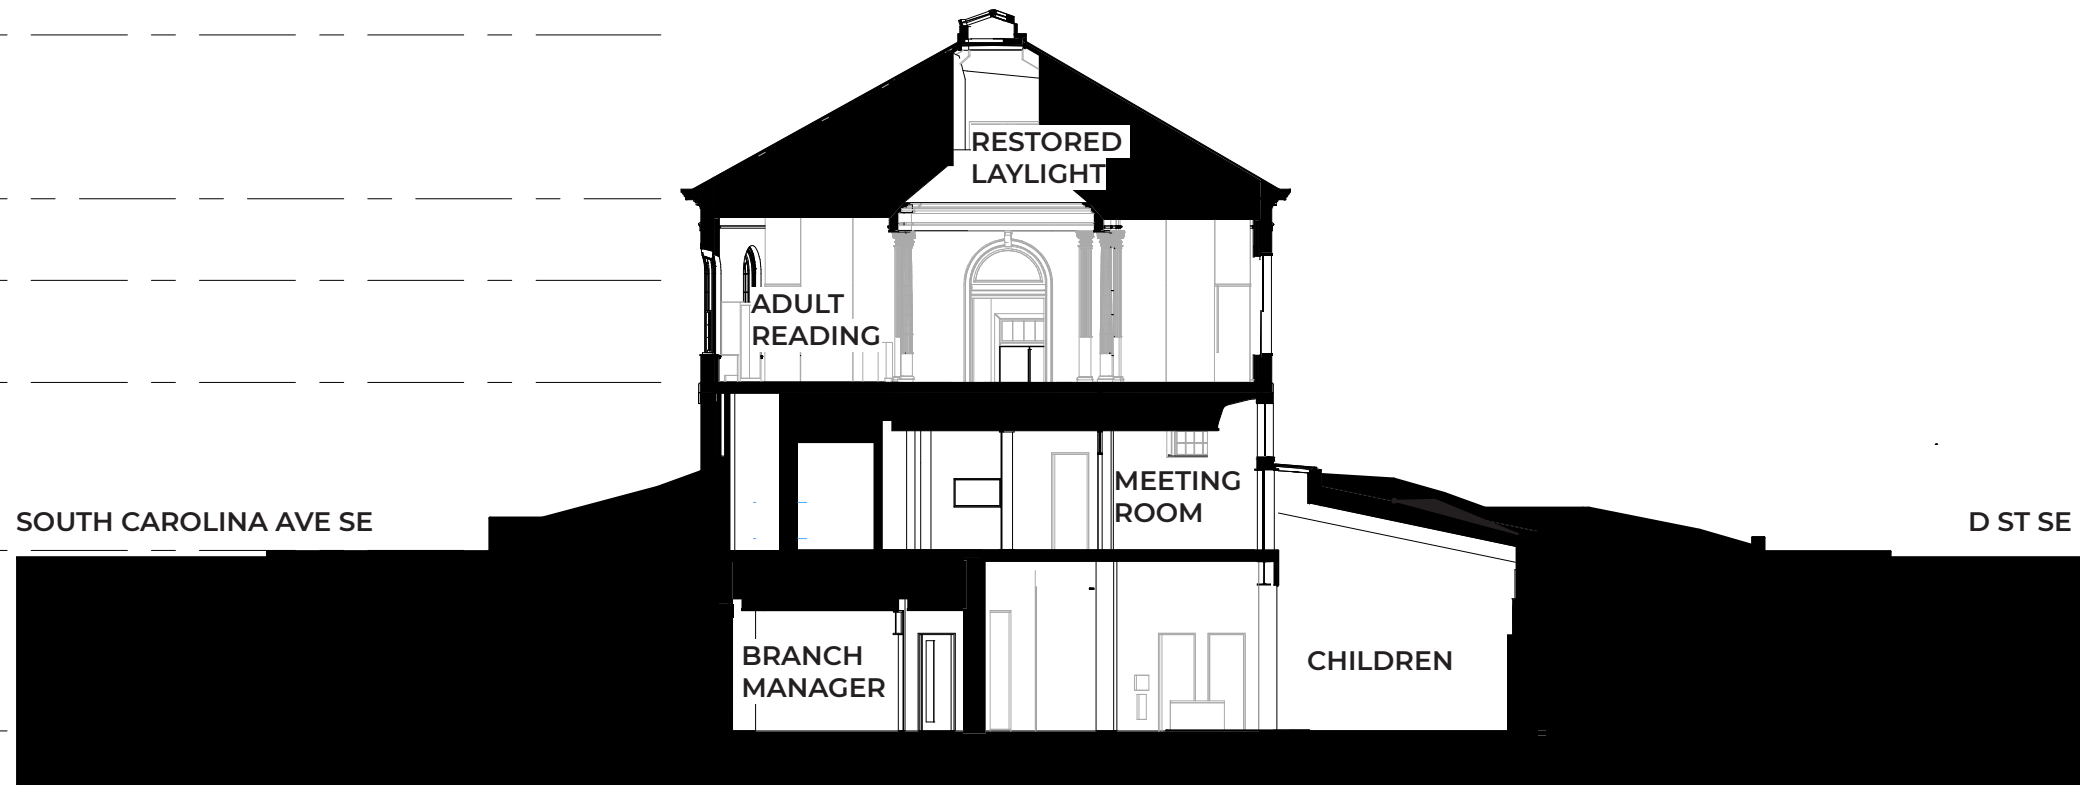 RESTORED
LAYLIGHT
ADULT
READING
MEETING
ROOM
SOUTH CAROLINA AVE SE
D ST SE
BRANCH
MANAGER
CHILDREN